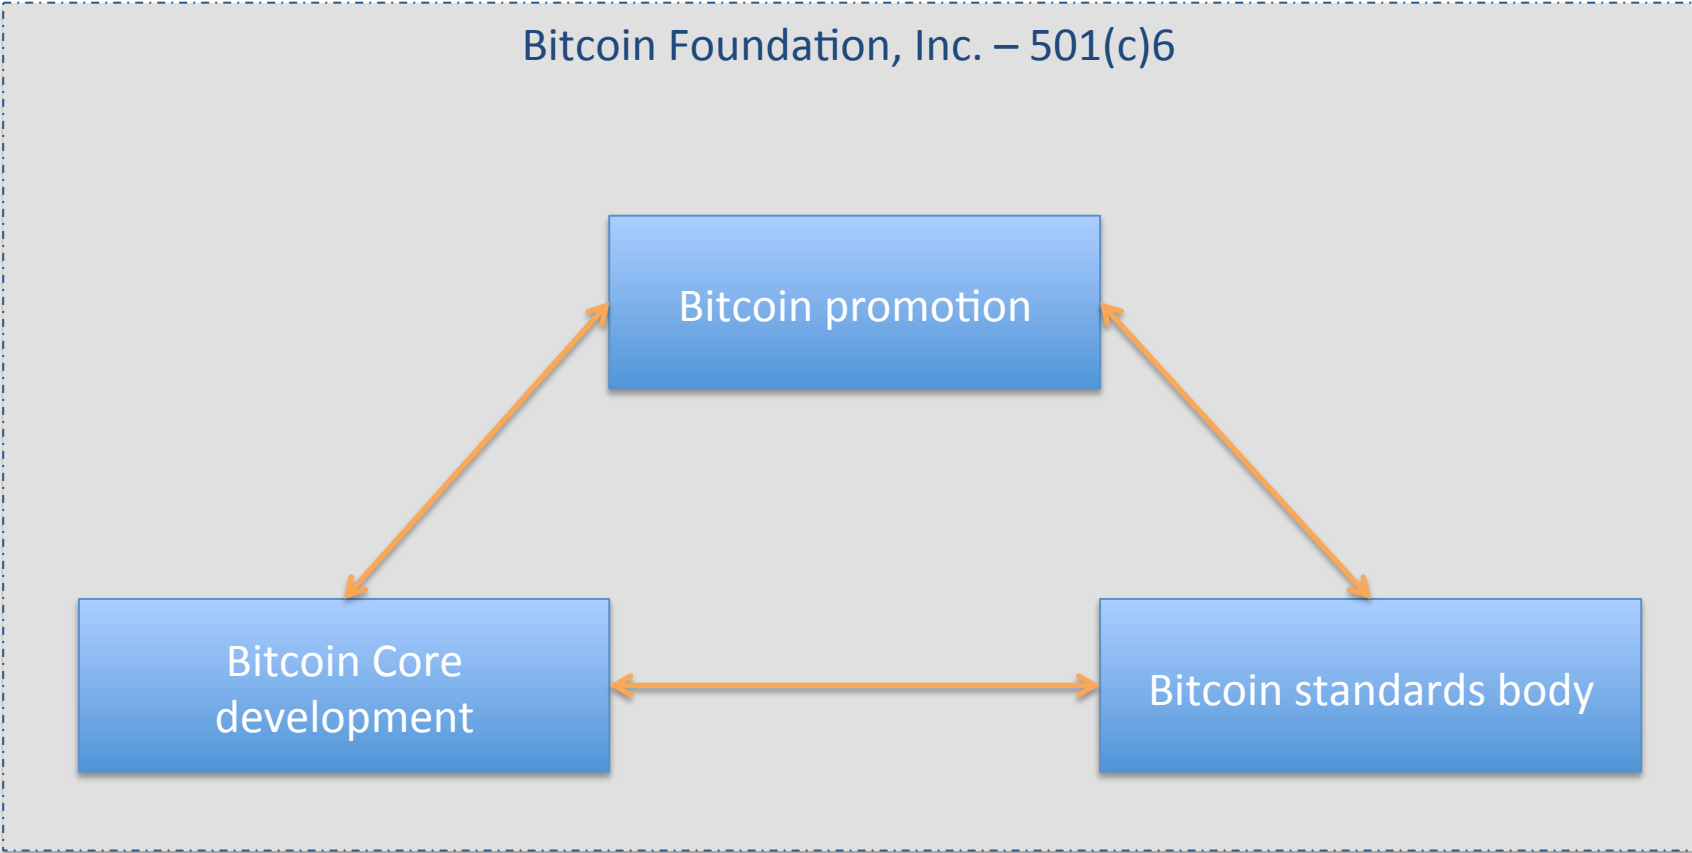 Bitcoin Foundation, Inc. – 501(c)6
Bitcoin promotion
Bitcoin Core
development
Bitcoin standards body